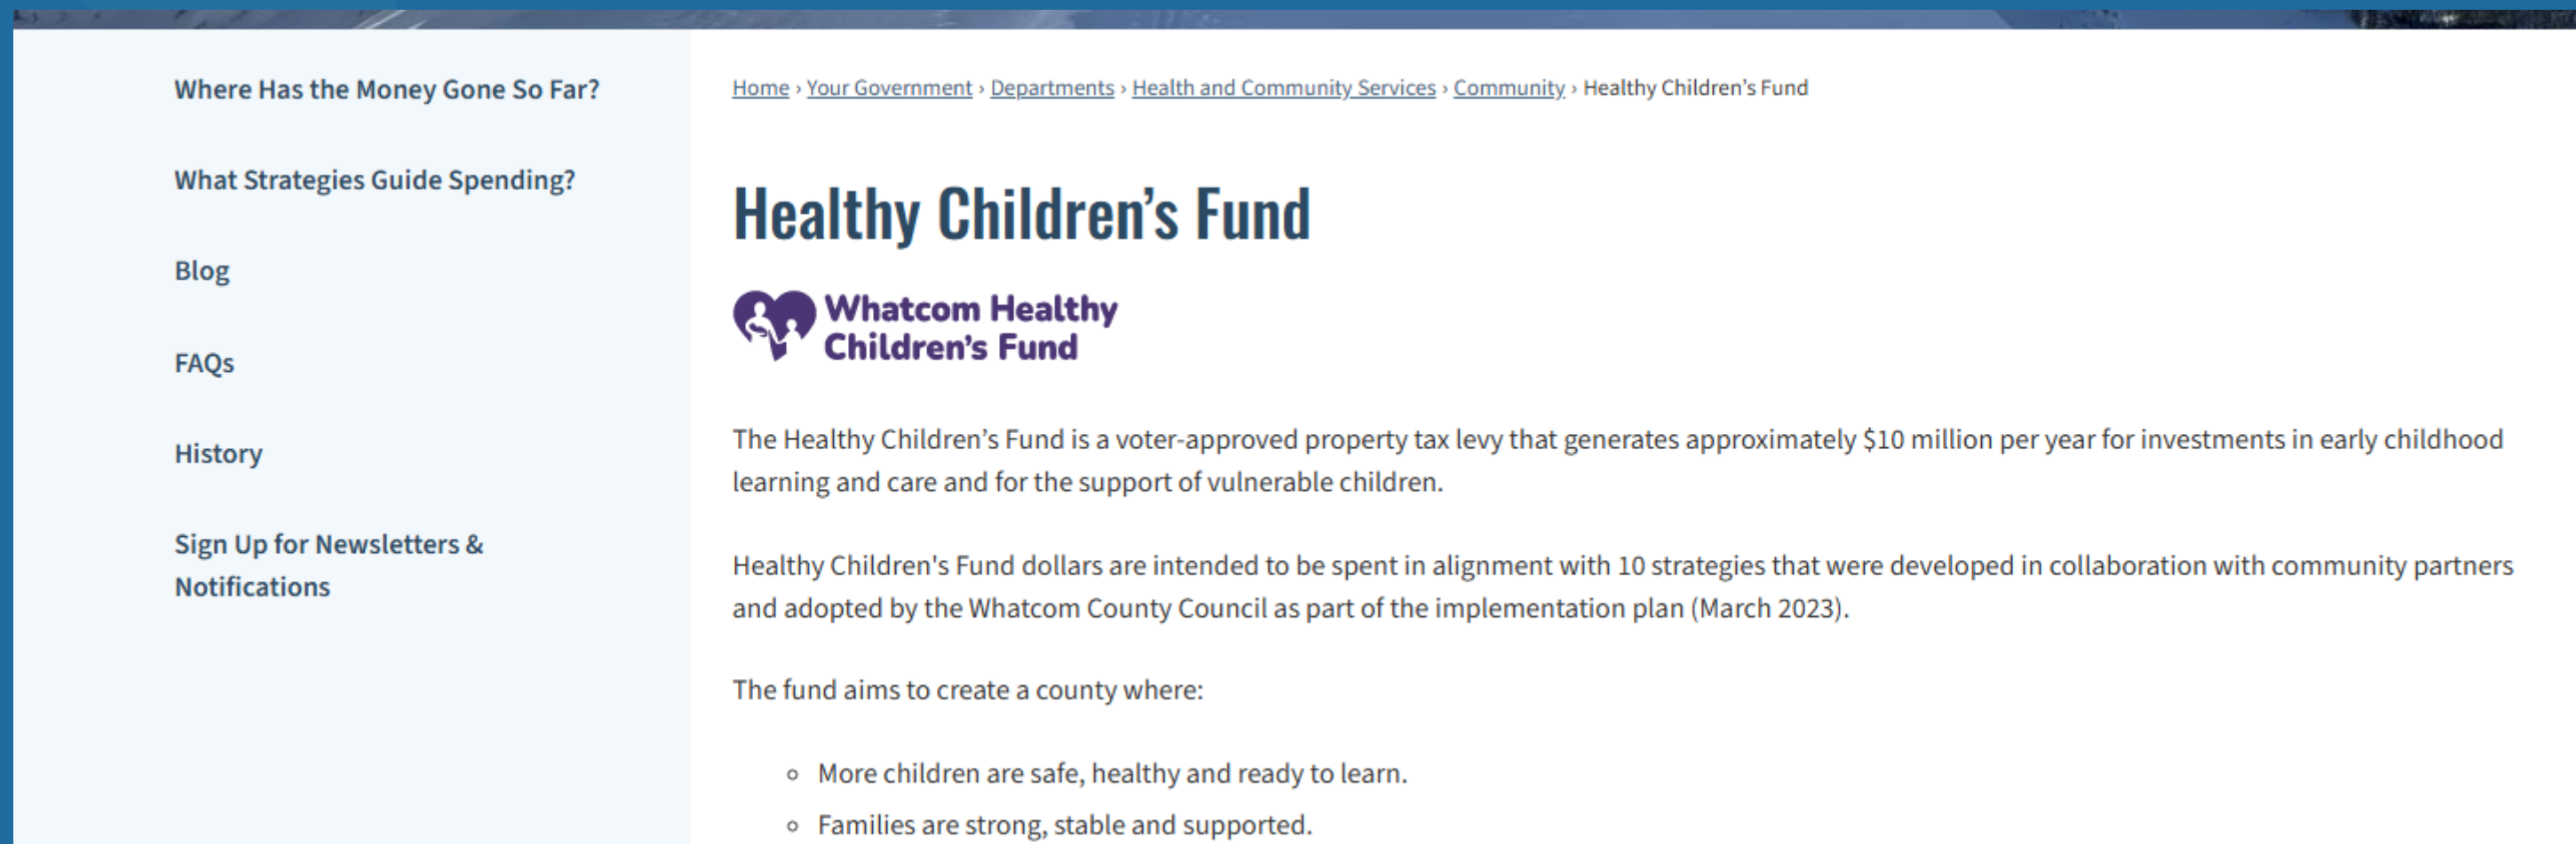 Where Has the Money Gone So Far?
What Strategies Guide Spending?
Blog
FAQs
History
Sign Up for Newsletters &
Notifications
Home › Your Government › Departments › Health and Community Services › Community › Healthy Children's Fund
Healthy Children’s Fund
Whatcom Healthy
Children’s Fund
The Healthy Children’s Fund is a voter-approved property tax levy that generates approximately $10 million per year for investments in early childhood
learning and care and for the support of vulnerable children.
Healthy Children's Fund dollars are intended to be spent in alignment with 10 strategies that were developed in collaboration with community partners
and adopted by the Whatcom County Council as part of the implementation plan (March 2023).
The fund aims to create a county where:
◦ More children are safe, healthy and ready to learn.
◦ Families are strong, stable and supported.